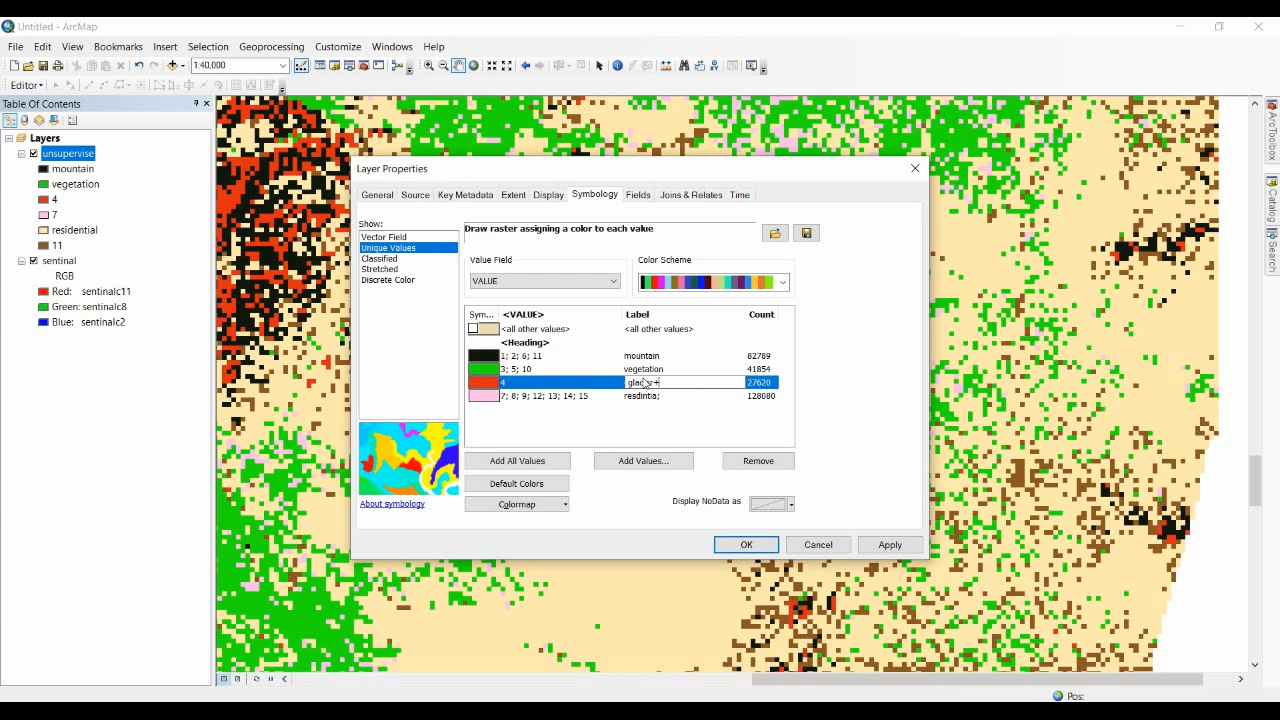 Untitled - ArcMap
File Edit View Bookmarks Insert Selection Geoprocessing Customize Windows Help
1:40,000
Editor
Table Of Contents
Layers
unsupervise
mountain
vegetation
4
7
residential
11
sentinal
RGB
Red: sentinalc11
Green: sentinalc8
Blue: sentinalc2
Layer Properties
General Source Key Metadata Extent Display Symbology Fields Joins & Relates Time
Show:
Vector Field
Unique Values
Classified
Stretched
Discrete Color
About symbology
Draw raster assigning a color to each value
Value Field
VALUE
Color Scheme
Sym... <VALUE> Label Count
<all other values> <all other values>
<Heading>
1; 2; 6; 11 mountain 82789
3; 5; 10 vegetation 41854
4 27620
7; 8; 9; 12; 13; 14; 15 resdintia; 128080
Add All Values Add Values... Remove
Default Colors
Colormap
Display NoData as
OK Cancel Apply
ArcToolbox
Catalog
Search
Pos: